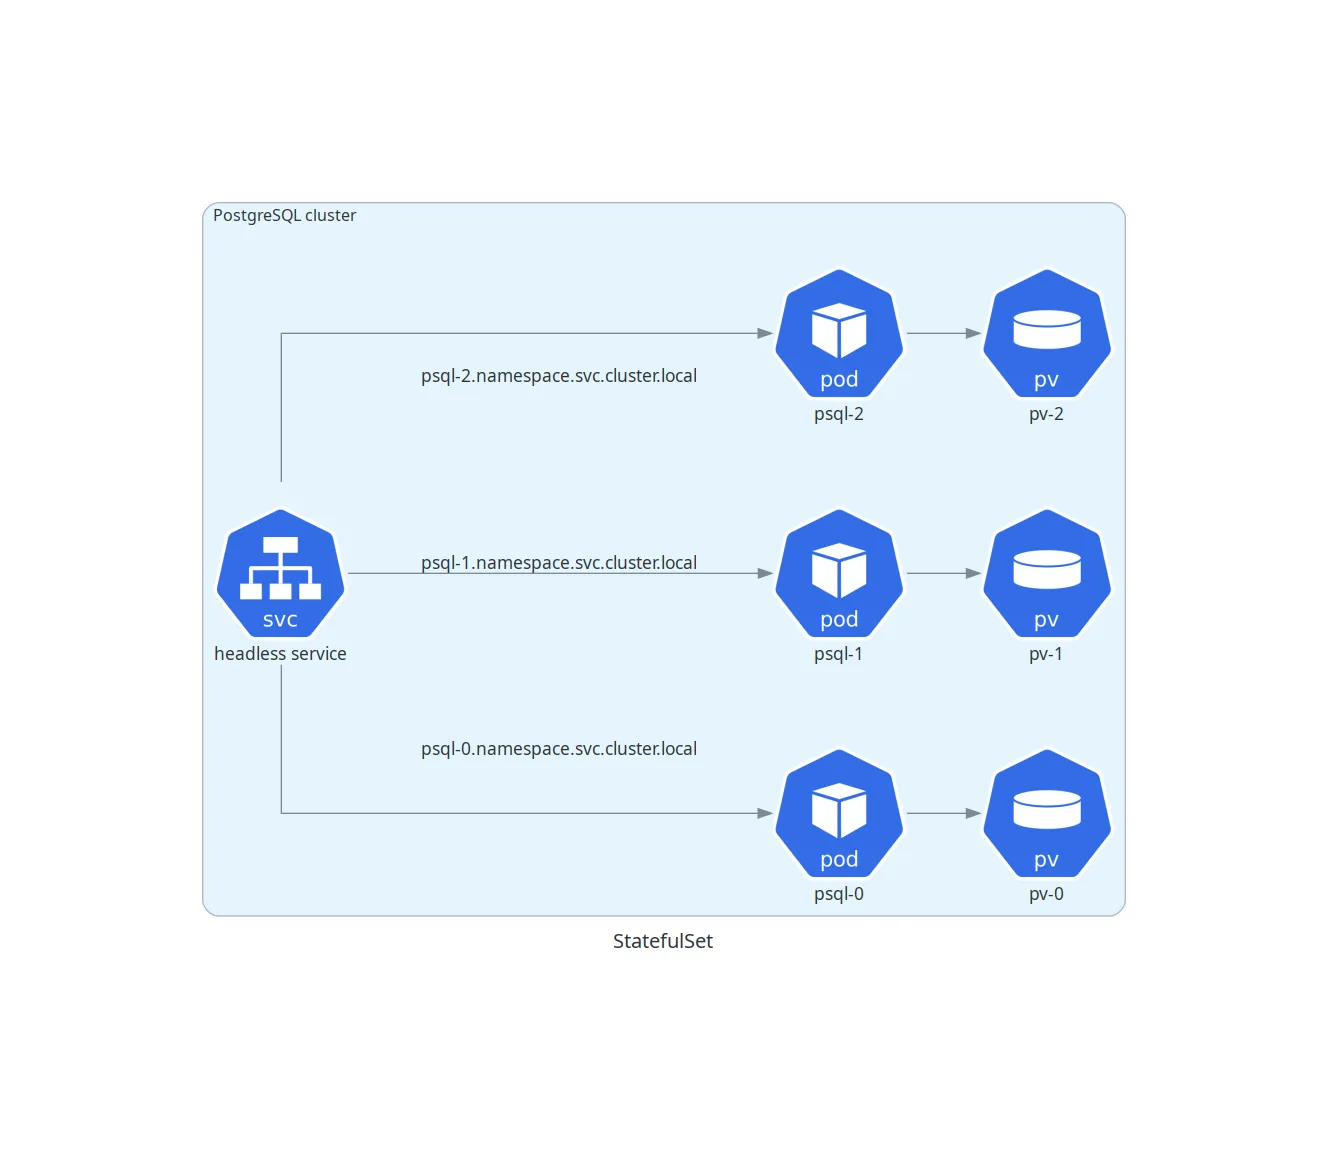 PostgreSQL cluster
pod
psql-2
pv
pv-2
psql-2.namespace.svc.cluster.local
svc
headless service
psql-1.namespace.svc.cluster.local
pod
psql-1
pv
pv-1
psql-0.namespace.svc.cluster.local
pod
psql-0
pv
pv-0
StatefulSet